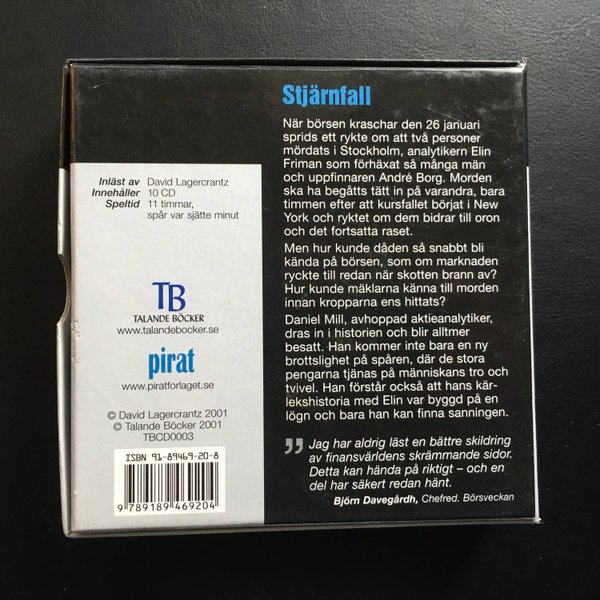 Stjärnfall
När börsen kraschar den 26 januari
sprids ett rykte om att två personer
mördats i Stockholm, analytikern Elin
Friman som förhäxat så många män
och uppfinnaren André Borg. Morden
ska ha begåtts tätt in på varandra, bara
timmen efter att kursfallet börjat i New
York och ryktet om dem bidrar till oron
och det fortsatta raset.
Men hur kunde dåden så snabbt bli
kända på börsen, som om marknaden
ryckte till redan när skotten brann av?
Hur kunde mäklarna känna till morden
innan kropparna ens hittats?
Daniel Mill, avhoppad aktieanalytiker,
dras in i historien och blir alltmer
besatt. Han kommer inte bara en ny
brottslighet på spåren, där de stora
pengarna tjänas på människans tro och
tvivel. Han förstår också att hans kär-
lekshistoria med Elin var byggd på en
lögn och bara han kan finna sanningen.
” Jag har aldrig läst en bättre skildring
av finansvärldens skrämmande sidor.
Detta kan hända på riktigt – och en
del har säkert redan hänt.
Björn Davegårdh, Chefred. Börsveckan
Inläst av David Lagercrantz
Innehåller 10 CD
Speltid 11 timmar,
spår var sjätte minut
TB
TALANDE BÖCKER
www.talandebocker.se
pirat
www.piratforlaget.se
© David Lagercrantz 2001
© Talande Böcker 2001
TBCD0003
ISBN 91-89469-20-8
9 789189 469204